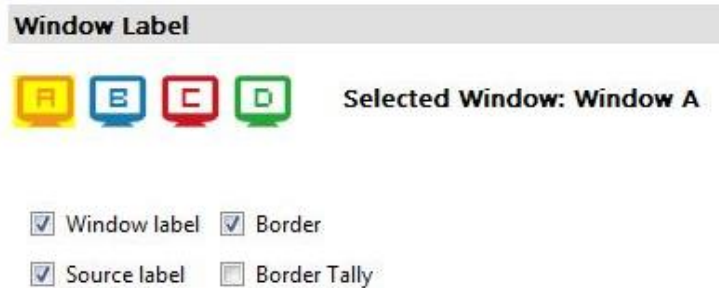 Window Label
A B C D Selected Window: Window A
Window label Border
Source label Border Tally